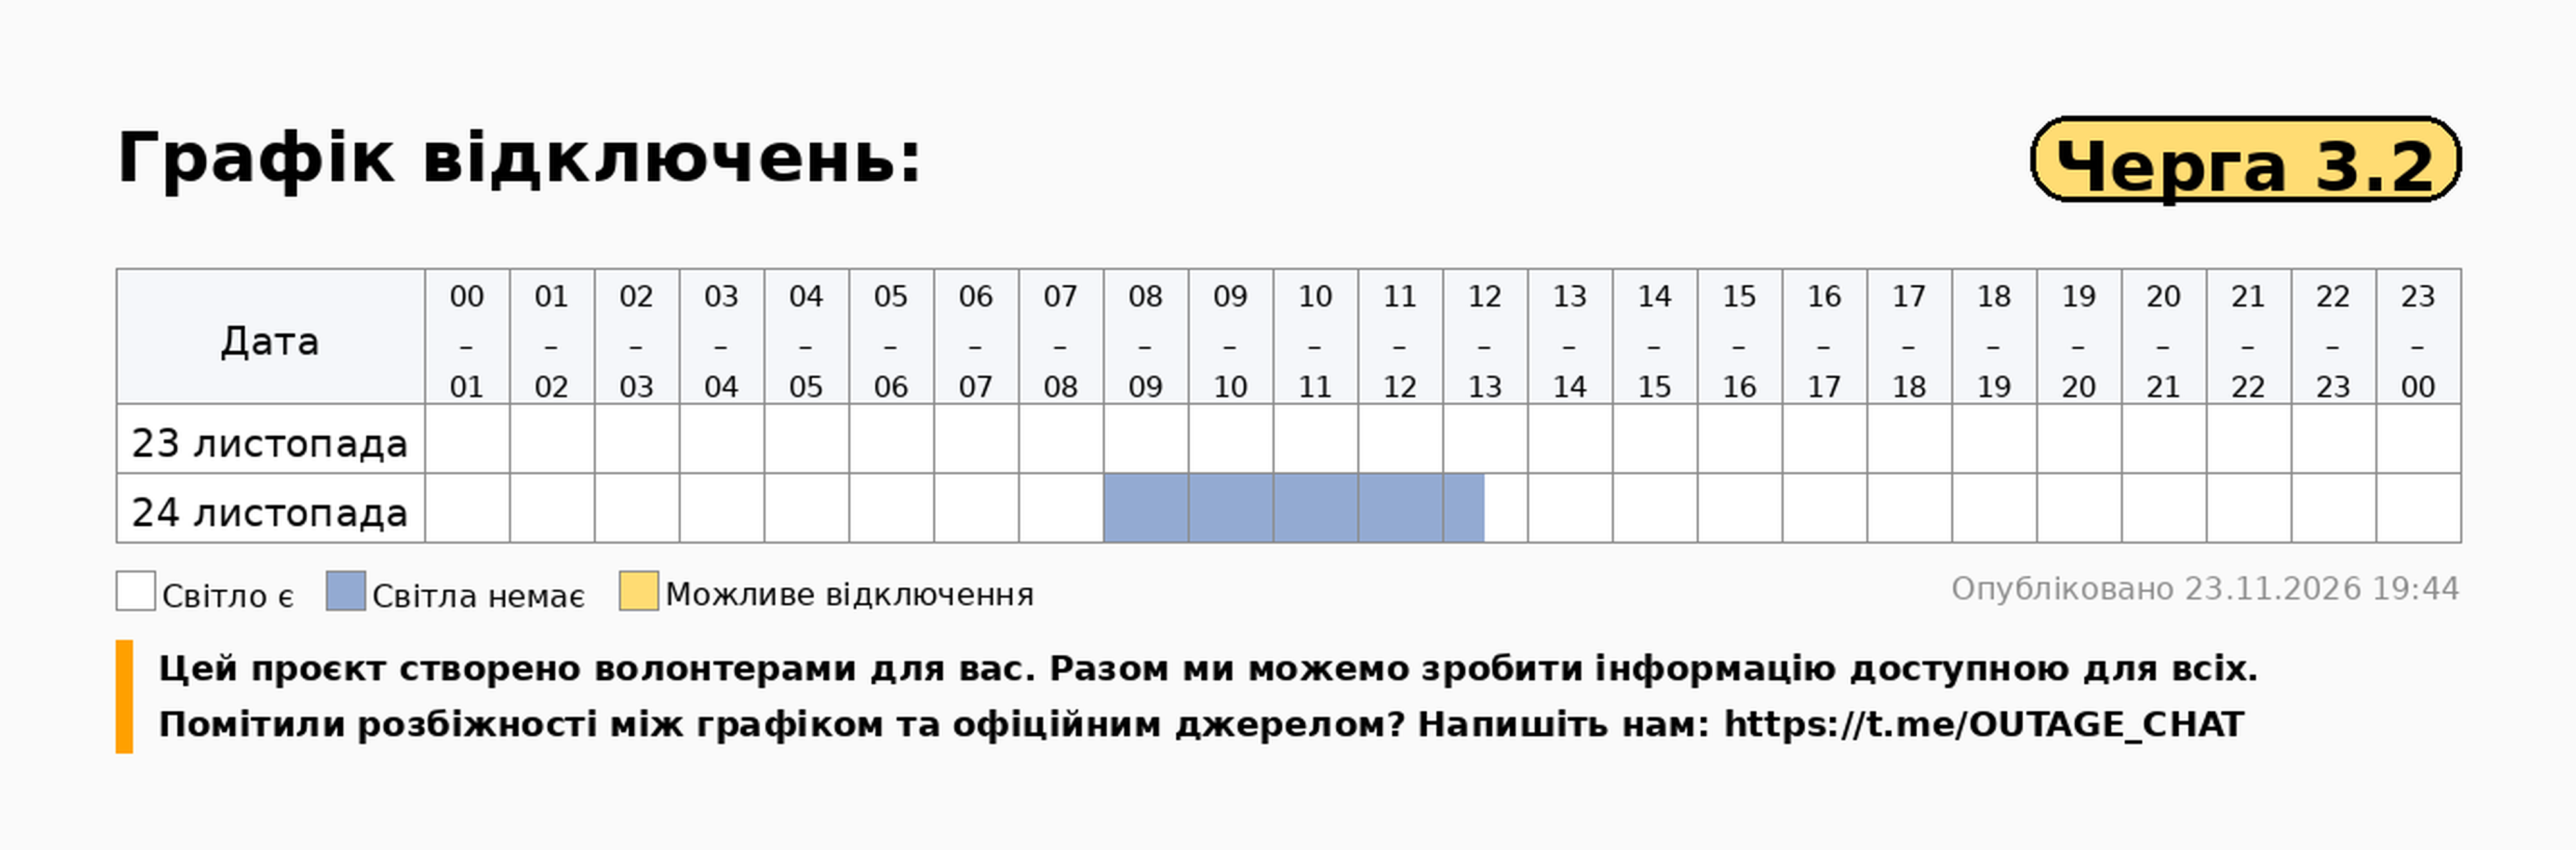 Графік відключень:
Черга 3.2
Дата
00 – 01
01 – 02
02 – 03
03 – 04
04 – 05
05 – 06
06 – 07
07 – 08
08 – 09
09 – 10
10 – 11
11 – 12
12 – 13
13 – 14
14 – 15
15 – 16
16 – 17
17 – 18
18 – 19
19 – 20
20 – 21
21 – 22
22 – 23
23 – 00
23 листопада
24 листопада
Світло є
Світла немає
Можливе відключення
Опубліковано 23.11.2026 19:44
Цей проєкт створено волонтерами для вас. Разом ми можемо зробити інформацію доступною для всіх.
Помітили розбіжності між графіком та офіційним джерелом? Напишіть нам: https://t.me/OUTAGE_CHAT